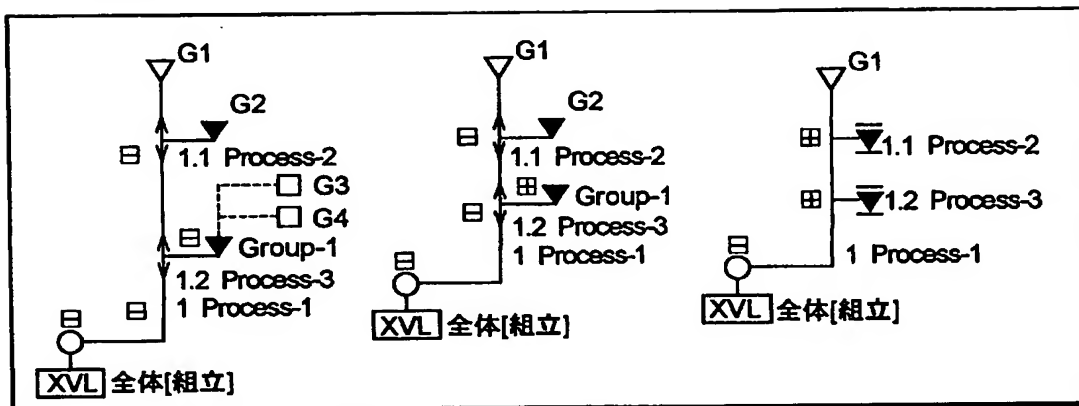 G1
G2
1.1 Process-2
G3
G4
Group-1
1.2 Process-3
1 Process-1
XVL 全体[組立]
G1
G2
1.1 Process-2
Group-1
1.2 Process-3
1 Process-1
XVL 全体[組立]
G1
1.1 Process-2
1.2 Process-3
1 Process-1
XVL 全体[組立]